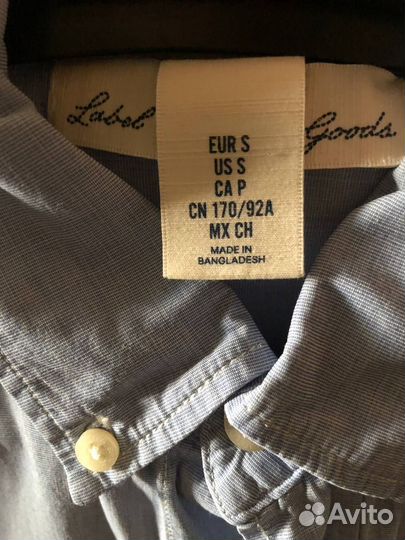 Label Goods
EUR S
US S
CA P
CN 170/92A
MX CH
MADE IN
BANGLADESH
Avito